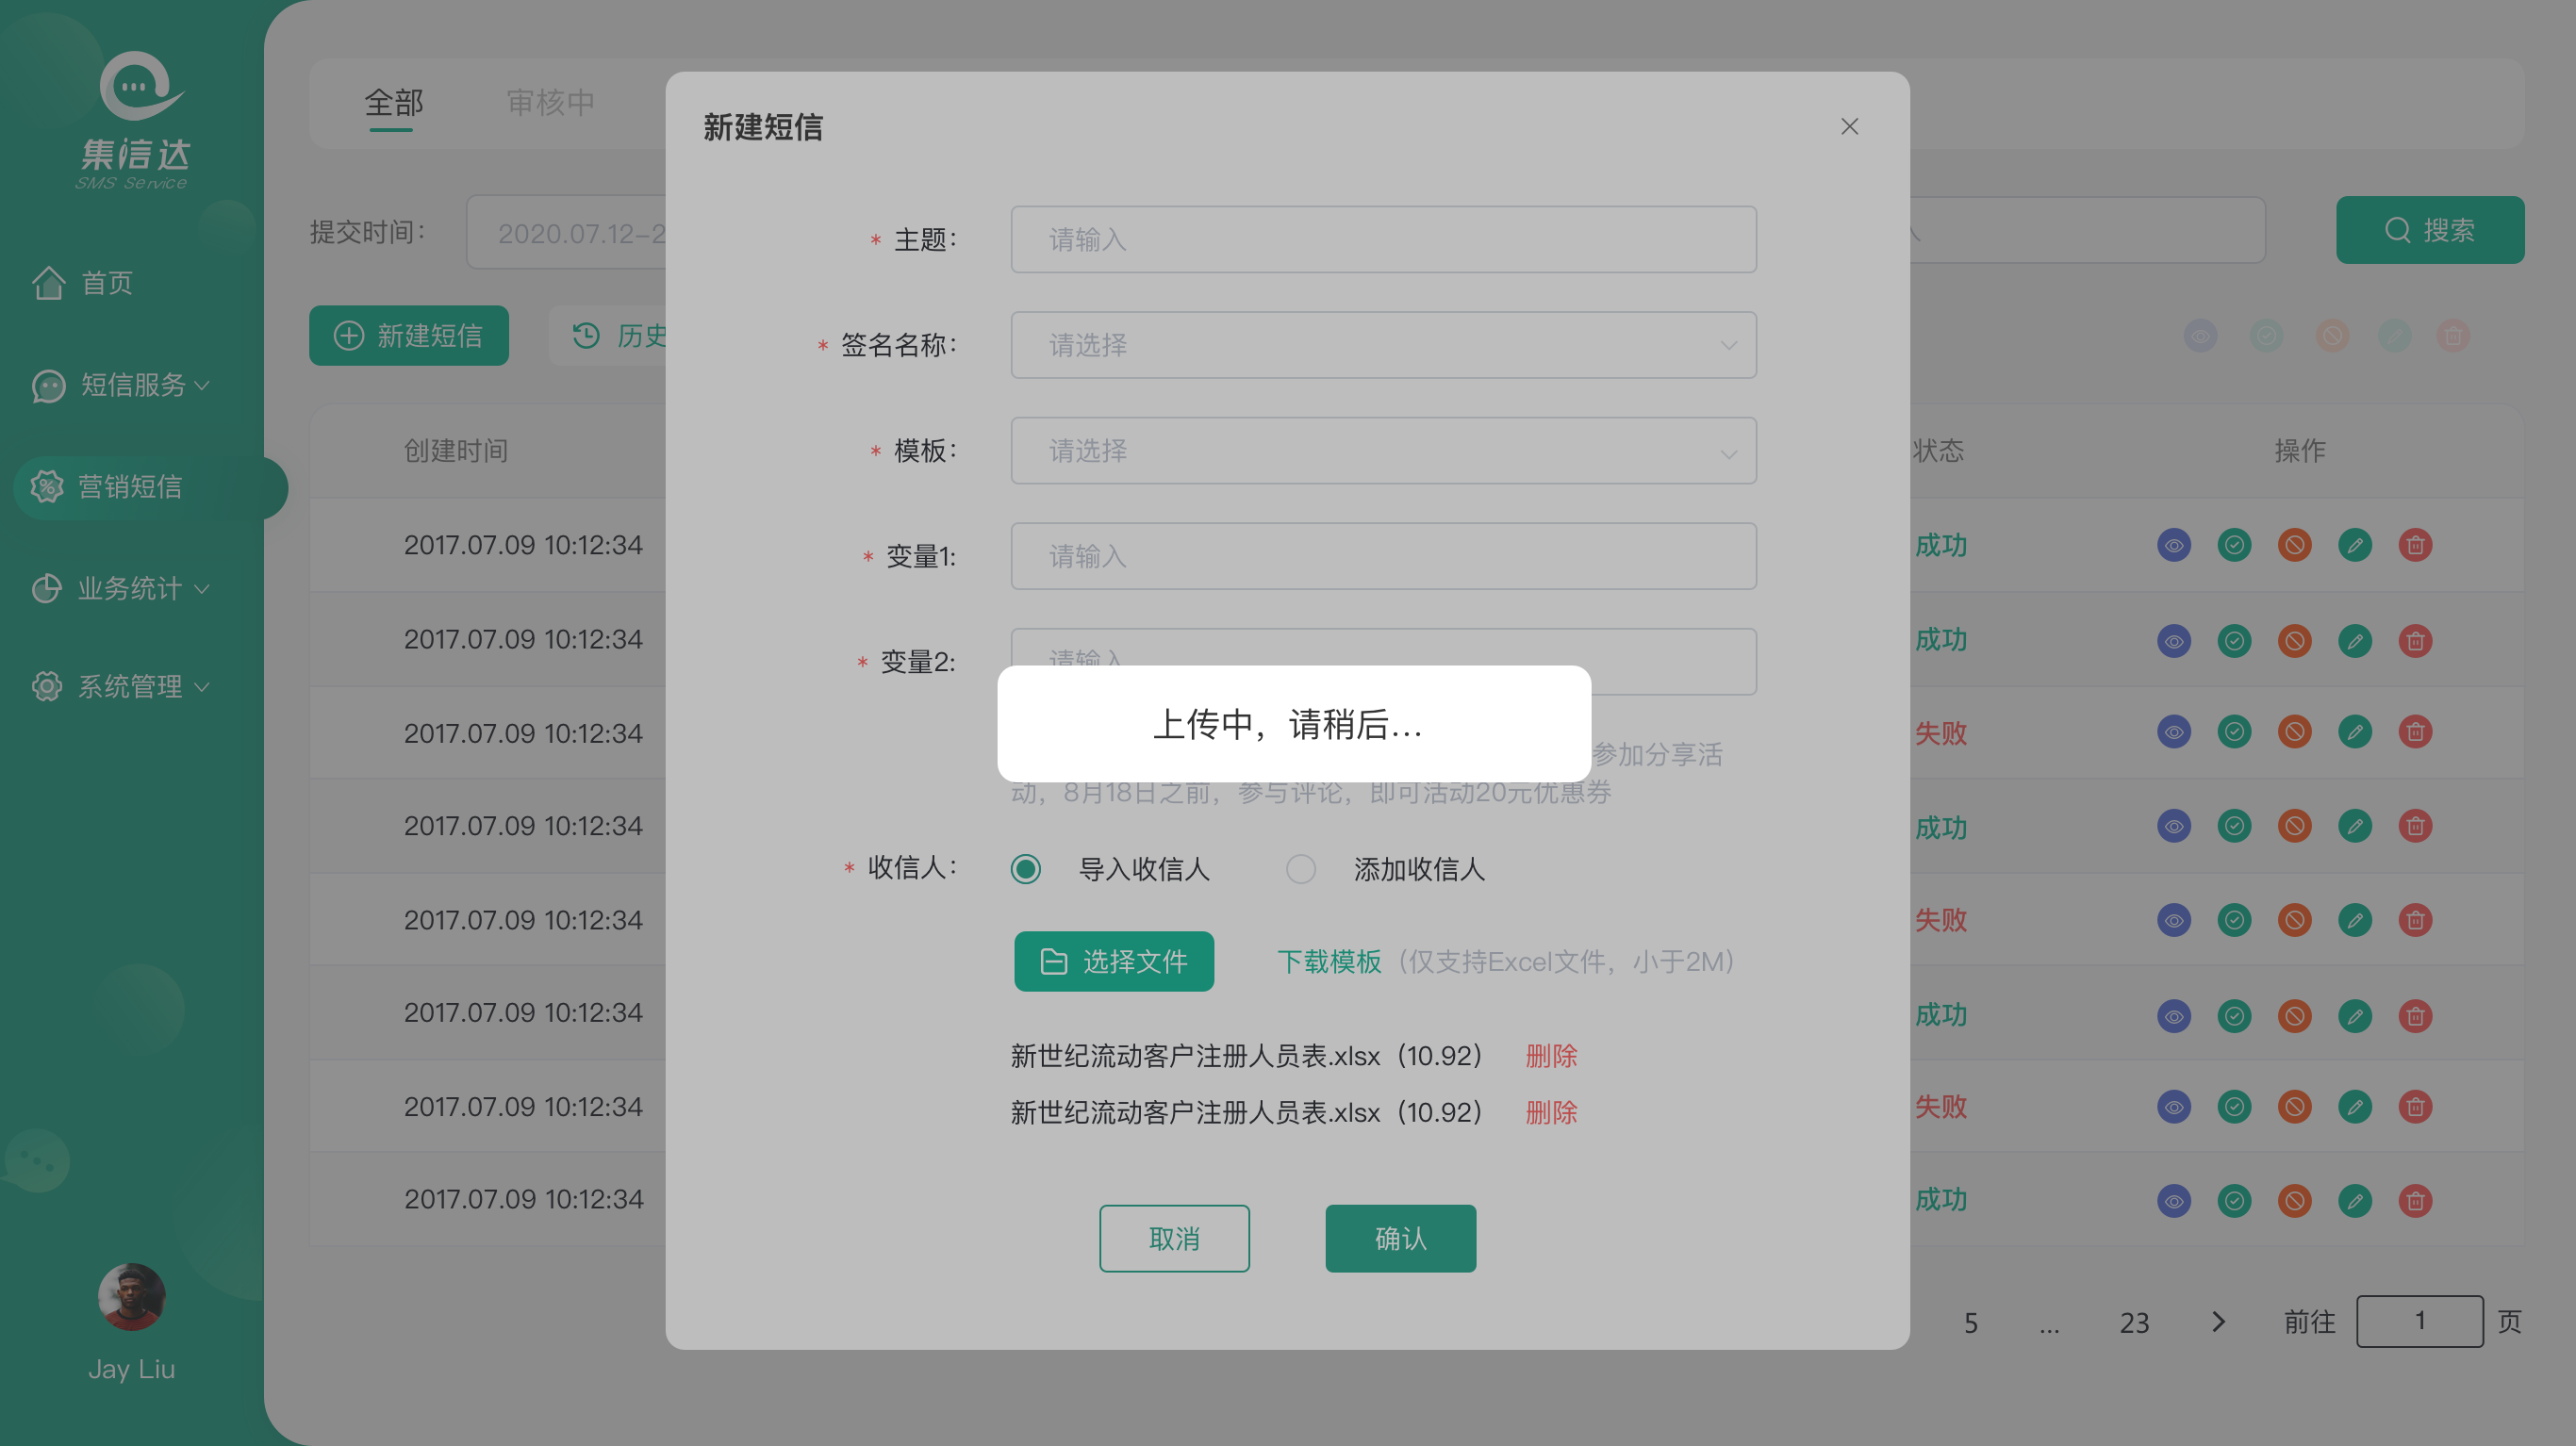 集信达
SMS Service
首页
短信服务
营销短信
业务统计
系统管理
Jay Liu
全部
审核中
提交时间：
2020.07.12-2
搜索
新建短信
历史
创建时间
状态
操作
2017.07.09 10:12:34
成功
2017.07.09 10:12:34
成功
2017.07.09 10:12:34
失败
2017.07.09 10:12:34
成功
2017.07.09 10:12:34
失败
2017.07.09 10:12:34
成功
2017.07.09 10:12:34
失败
2017.07.09 10:12:34
成功
5
...
23
前往
1
页
新建短信
* 主题：
请输入
* 签名名称：
请选择
* 模板：
请选择
* 变量1:
请输入
* 变量2:
请输入
上传中，请稍后...
参加分享活
动，8月18日之前，参与评论，即可活动20元优惠券
* 收信人：
导入收信人
添加收信人
选择文件
下载模板（仅支持Excel文件，小于2M）
新世纪流动客户注册人员表.xlsx（10.92） 删除
新世纪流动客户注册人员表.xlsx（10.92） 删除
取消
确认